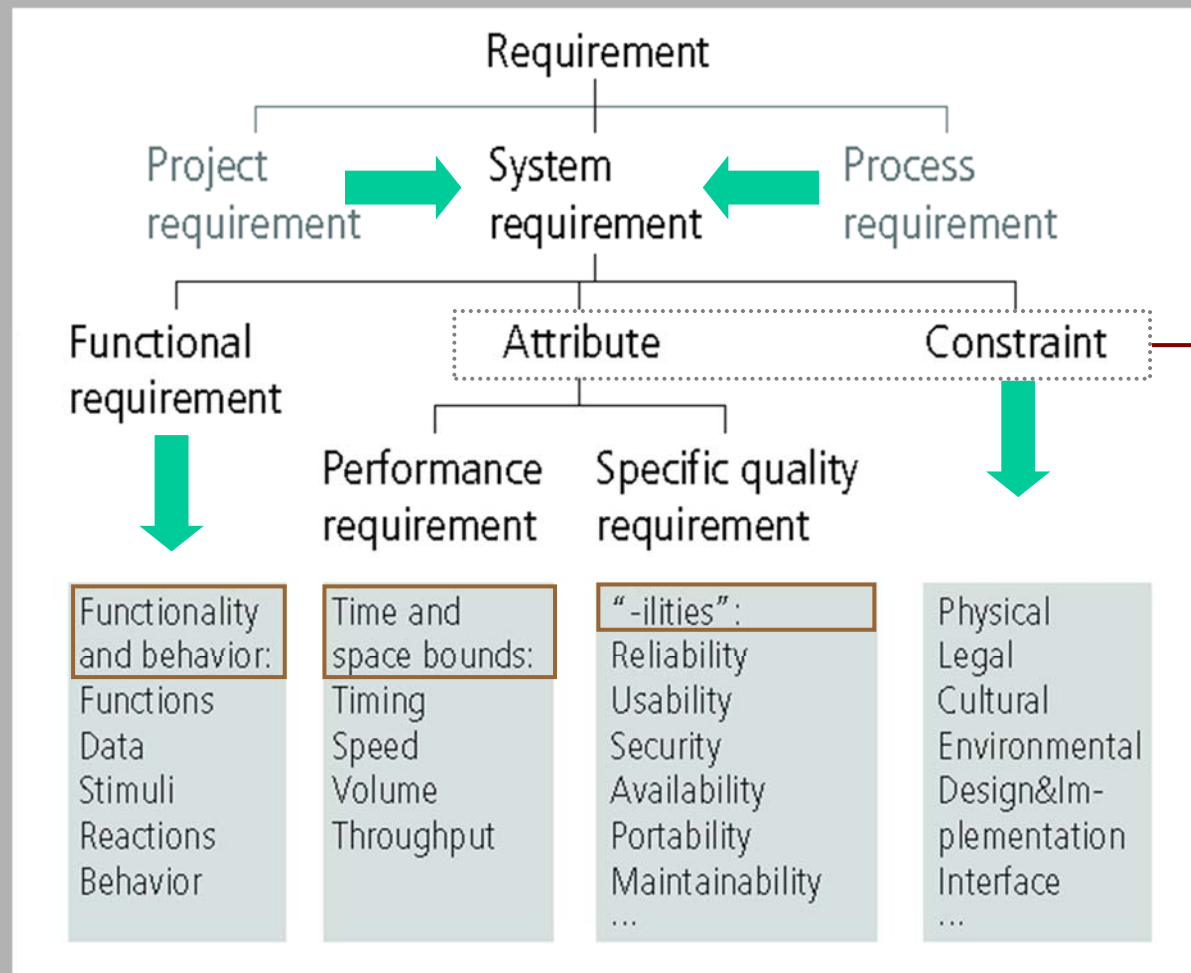 Requirement
Project
requirement
System
requirement
Process
requirement
Functional
requirement
Attribute
Constraint
Performance
requirement
Specific quality
requirement
Functionality
and behavior:
Functions
Data
Stimuli
Reactions
Behavior
Time and
space bounds:
Timing
Speed
Volume
Throughput
“-ilities”:
Reliability
Usability
Security
Availability
Portability
Maintainability
...
Physical
Legal
Cultural
Environmental
Design&Im-
plementation
Interface
...